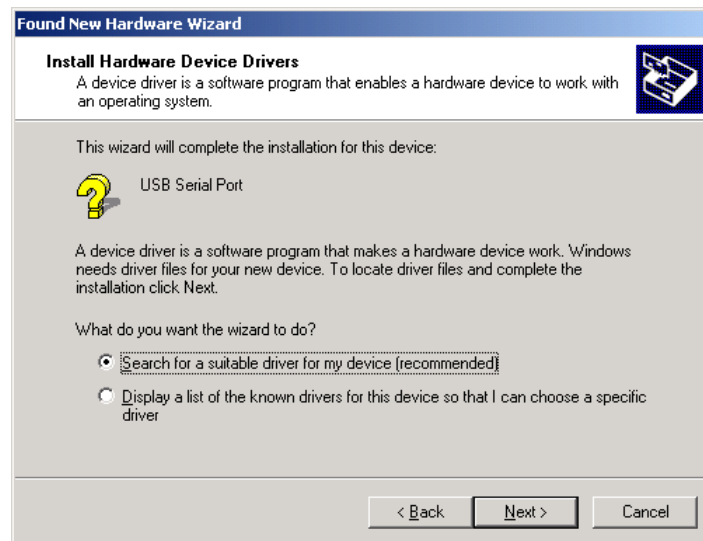 Found New Hardware Wizard
Install Hardware Device Drivers
A device driver is a software program that enables a hardware device to work with
an operating system.
This wizard will complete the installation for this device:
USB Serial Port
A device driver is a software program that makes a hardware device work. Windows
needs driver files for your new device. To locate driver files and complete the
installation click Next.
What do you want the wizard to do?
Search for a suitable driver for my device (recommended)
Display a list of the known drivers for this device so that I can choose a specific
driver
< Back
Next >
Cancel